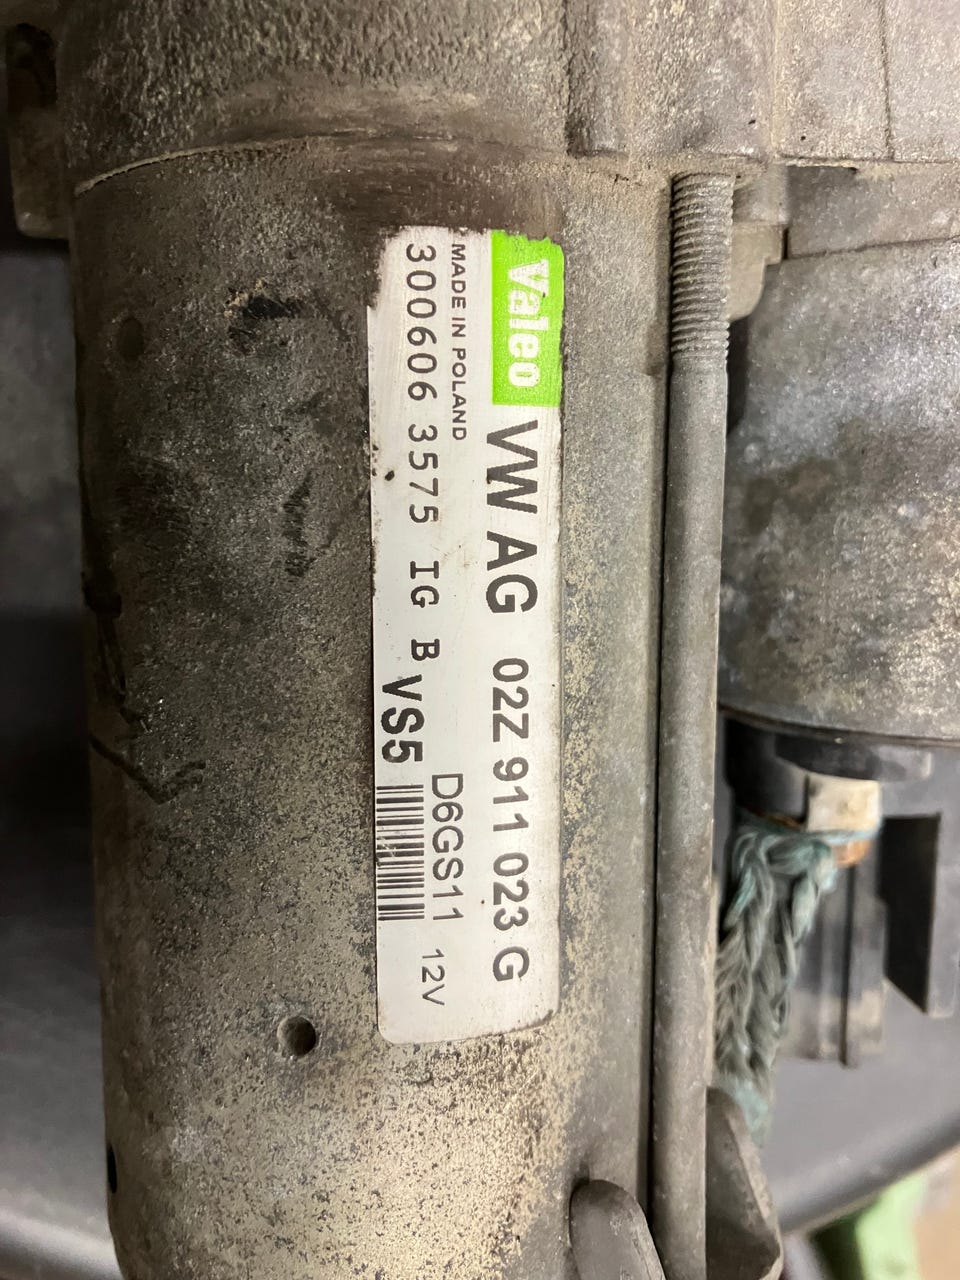 Valeo VW AG 02Z 911 023 G
MADE IN POLAND D6GS11 12V
300606 3575 IG B VS5